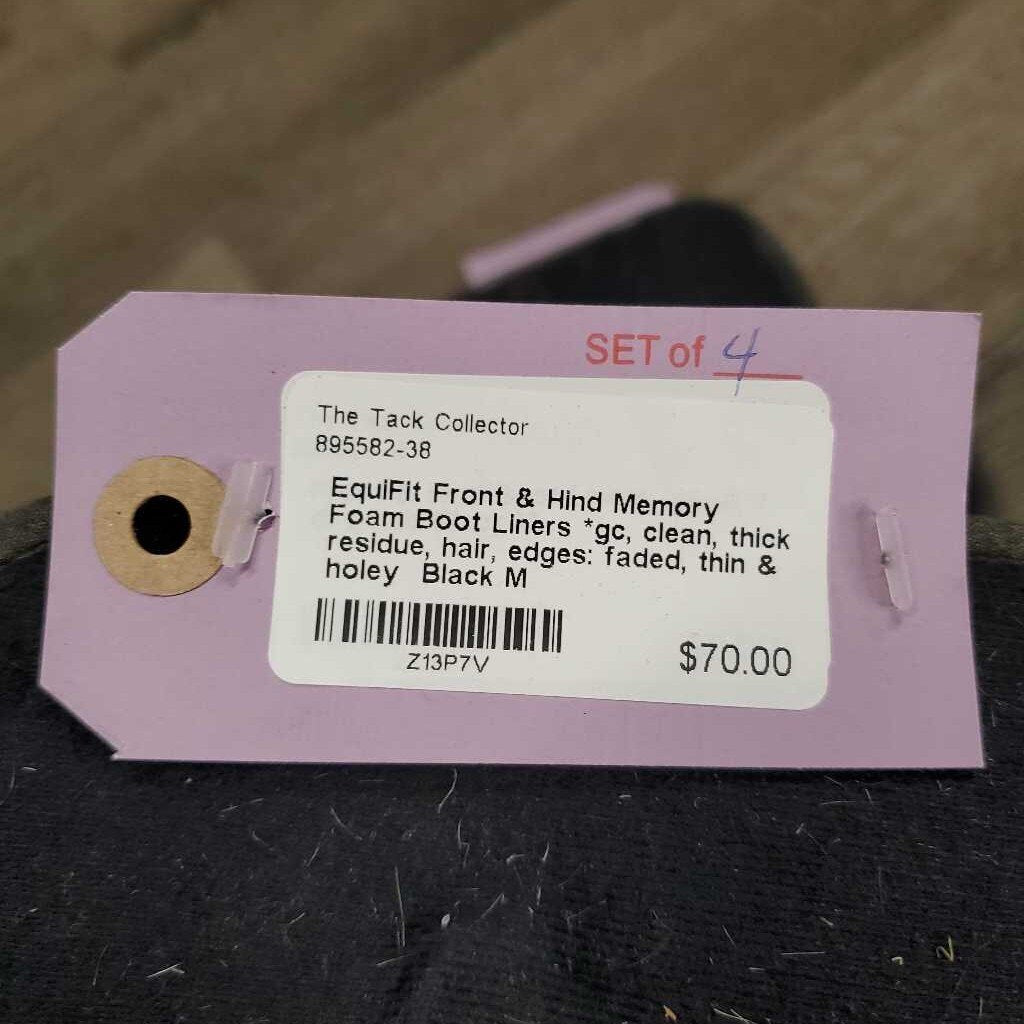 SET of 4
The Tack Collector
895582-38
EquiFit Front & Hind Memory
Foam Boot Liners *gc, clean, thick
residue, hair, edges: faded, thin &
holey Black M
Z13P7V
$70.00